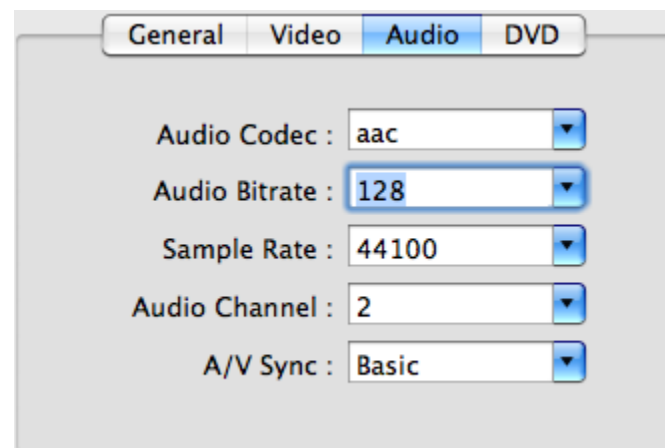 General Video Audio DVD
Audio Codec : aac
Audio Bitrate : 128
Sample Rate : 44100
Audio Channel : 2
A/V Sync : Basic